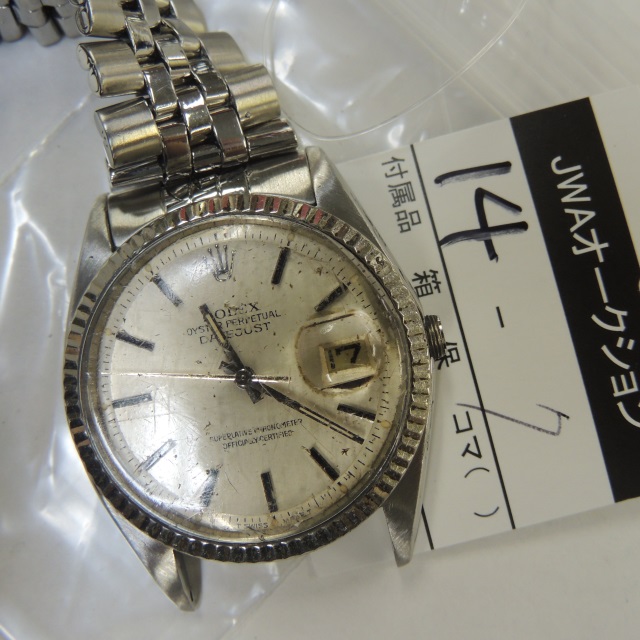 ROLEX
OYSTER PERPETUAL
DATEJUST
SUPERLATIVE CHRONOMETER
OFFICIALLY CERTIFIED
JWAオークション
14-
付属品 箱 保 コマ( )